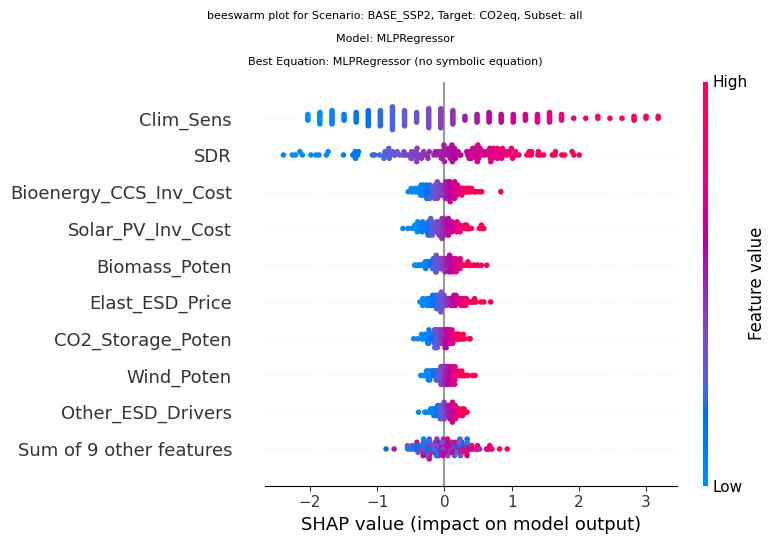 beeswarm plot for Scenario: BASE_SSP2, Target: CO2eq, Subset: all
Model: MLPRegressor
Best Equation: MLPRegressor (no symbolic equation)
High
Clim_Sens
SDR
Bioenergy_CCS_Inv_Cost
Solar_PV_Inv_Cost
Biomass_Poten
Elast_ESD_Price
CO2_Storage_Poten
Wind_Poten
Other_ESD_Drivers
Sum of 9 other features
Feature value
Low
−2 −1 0 1 2 3
SHAP value (impact on model output)